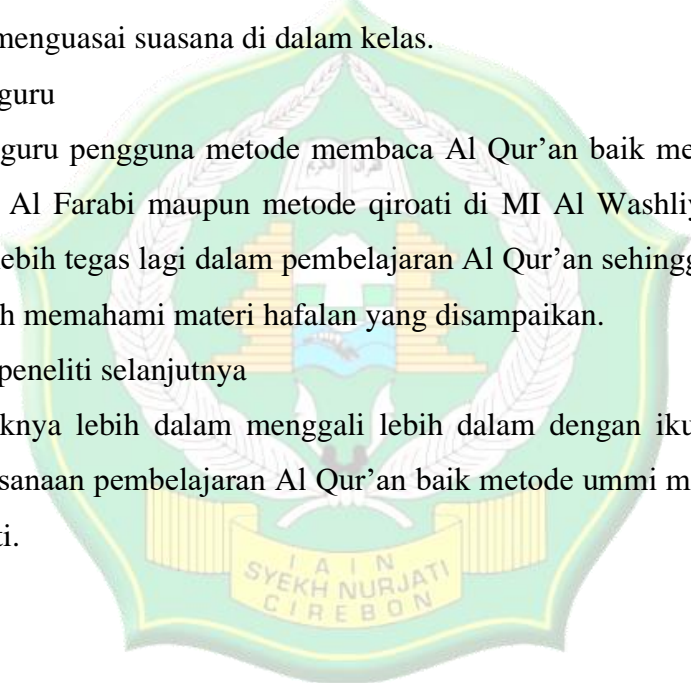 menguasai suasana di dalam kelas.
guru
guru pengguna metode membaca Al Qur'an baik me
Al Farabi maupun metode qiroati di MI Al Washliy
ebih tegas lagi dalam pembelajaran Al Qur'an sehingg
h memahami materi hafalan yang disampaikan.
peneliti selanjutnya
knya lebih dalam menggali lebih dalam dengan iku
sanaan pembelajaran Al Qur'an baik metode ummi m
ti.
IAIN
SYEKH NURJATI
CIREBON